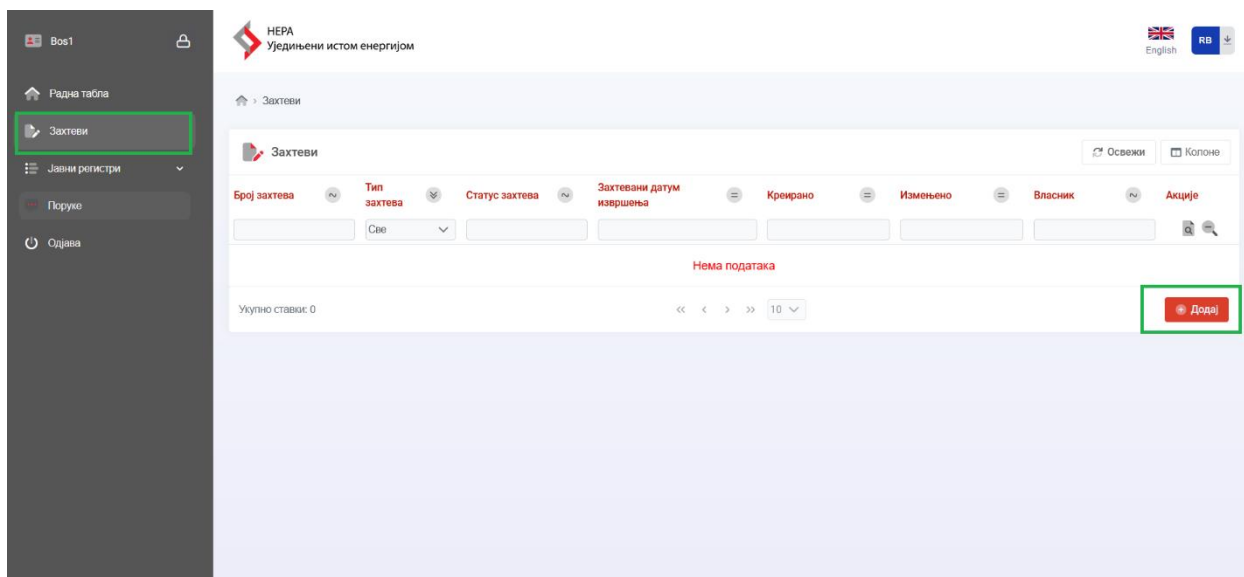 Bos1
НЕРА
Уједињени истом енергијом
English
RB
Радна табла
Захтеви
Захтеви
Јавни регистри
Поруке
Одјава
Захтеви
Освежи
Колоне
Број захтева
Тип захтева
Статус захтева
Захтевани датум извршења
Креирано
Измењено
Власник
Акције
Све
Нема података
Укупно ставки: 0
10
Додај